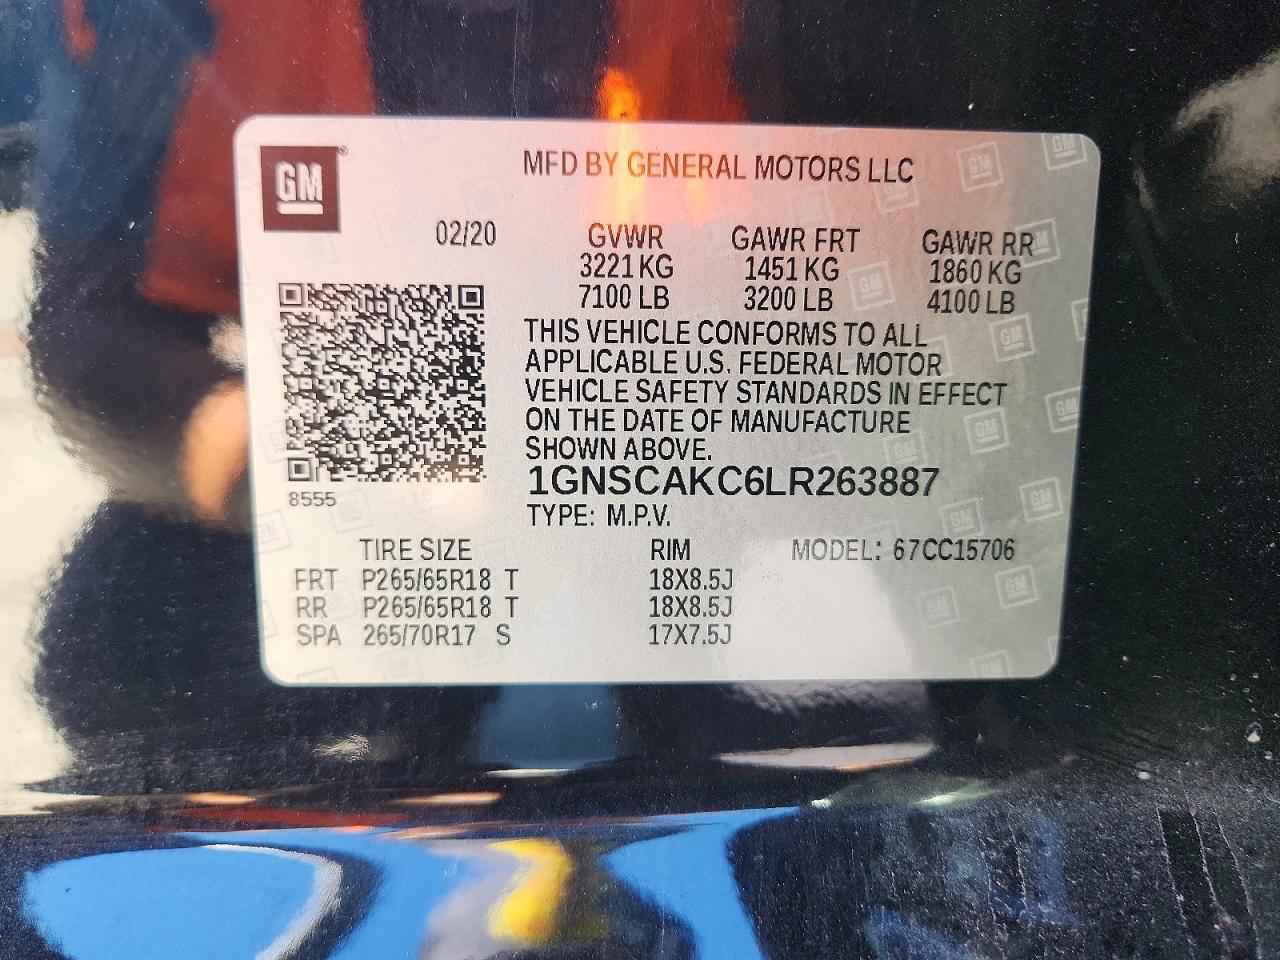 GM®
MFD BY GENERAL MOTORS LLC
02/20
GVWR GAWR FRT GAWR RR
3221 KG 1451 KG 1860 KG
7100 LB 3200 LB 4100 LB
THIS VEHICLE CONFORMS TO ALL
APPLICABLE U.S. FEDERAL MOTOR
VEHICLE SAFETY STANDARDS IN EFFECT
ON THE DATE OF MANUFACTURE
SHOWN ABOVE.
8555
1GNSCAKC6LR263887
TYPE: M.P.V.
TIRE SIZE RIM MODEL: 67CC15706
FRT P265/65R18 T 18X8.5J
RR P265/65R18 T 18X8.5J
SPA 265/70R17 S 17X7.5J